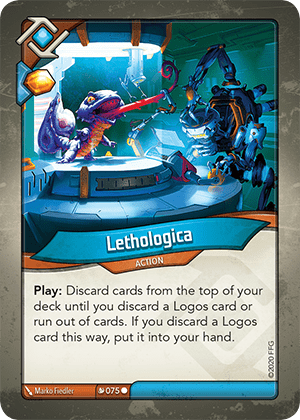 Lethologica
ACTION
Play: Discard cards from the top of your
deck until you discard a Logos card or
run out of cards. If you discard a Logos
card this way, put it into your hand.
©2020 FFG
Marko Fiedler
075